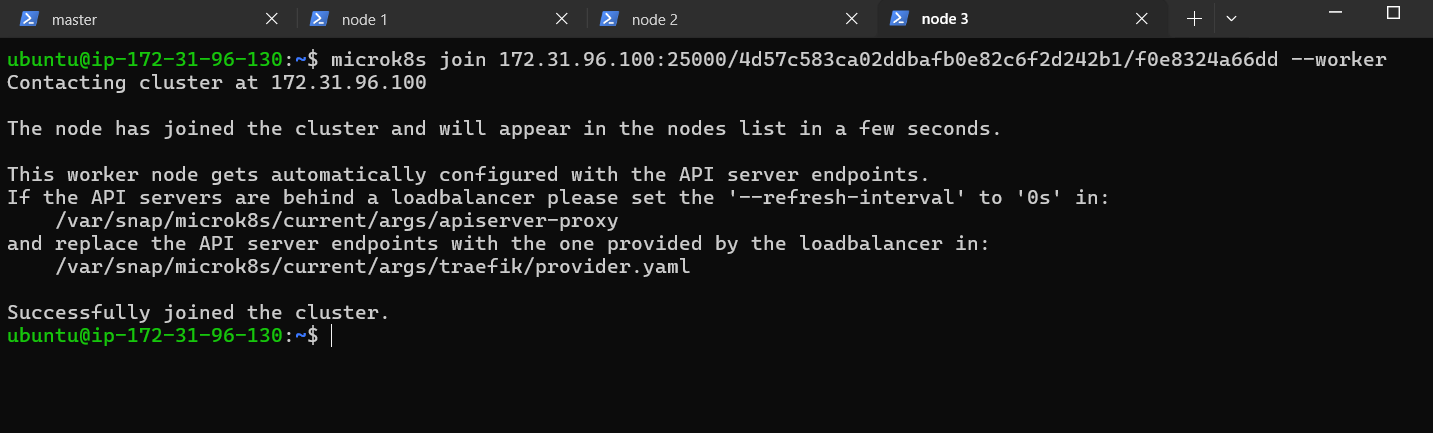 master
node 1
node 2
node 3
ubuntu@ip-172-31-96-130:~$ microk8s join 172.31.96.100:25000/4d57c583ca02ddbafb0e82c6f2d242b1/f0e8324a66dd --worker
Contacting cluster at 172.31.96.100
The node has joined the cluster and will appear in the nodes list in a few seconds.
This worker node gets automatically configured with the API server endpoints.
If the API servers are behind a loadbalancer please set the '--refresh-interval' to '0s' in:
    /var/snap/microk8s/current/args/apiserver-proxy
and replace the API server endpoints with the one provided by the loadbalancer in:
    /var/snap/microk8s/current/args/traefik/provider.yaml
Successfully joined the cluster.
ubuntu@ip-172-31-96-130:~$